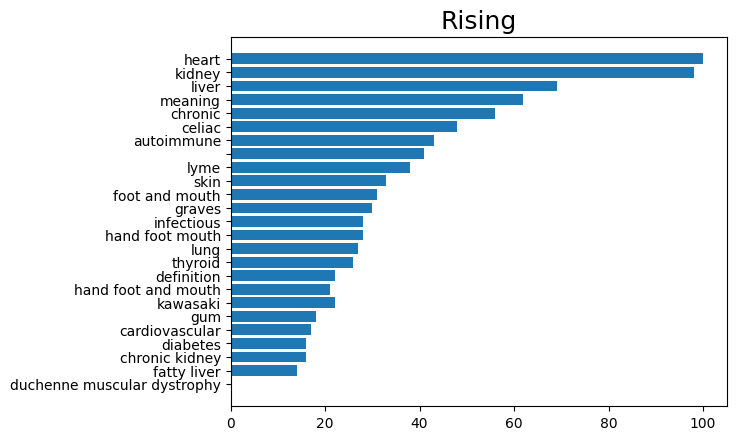 Rising
heart
kidney
liver
meaning
chronic
celiac
autoimmune
lyme
skin
foot and mouth
graves
infectious
hand foot mouth
lung
thyroid
definition
hand foot and mouth
kawasaki
gum
cardiovascular
diabetes
chronic kidney
fatty liver
duchenne muscular dystrophy
0 20 40 60 80 100